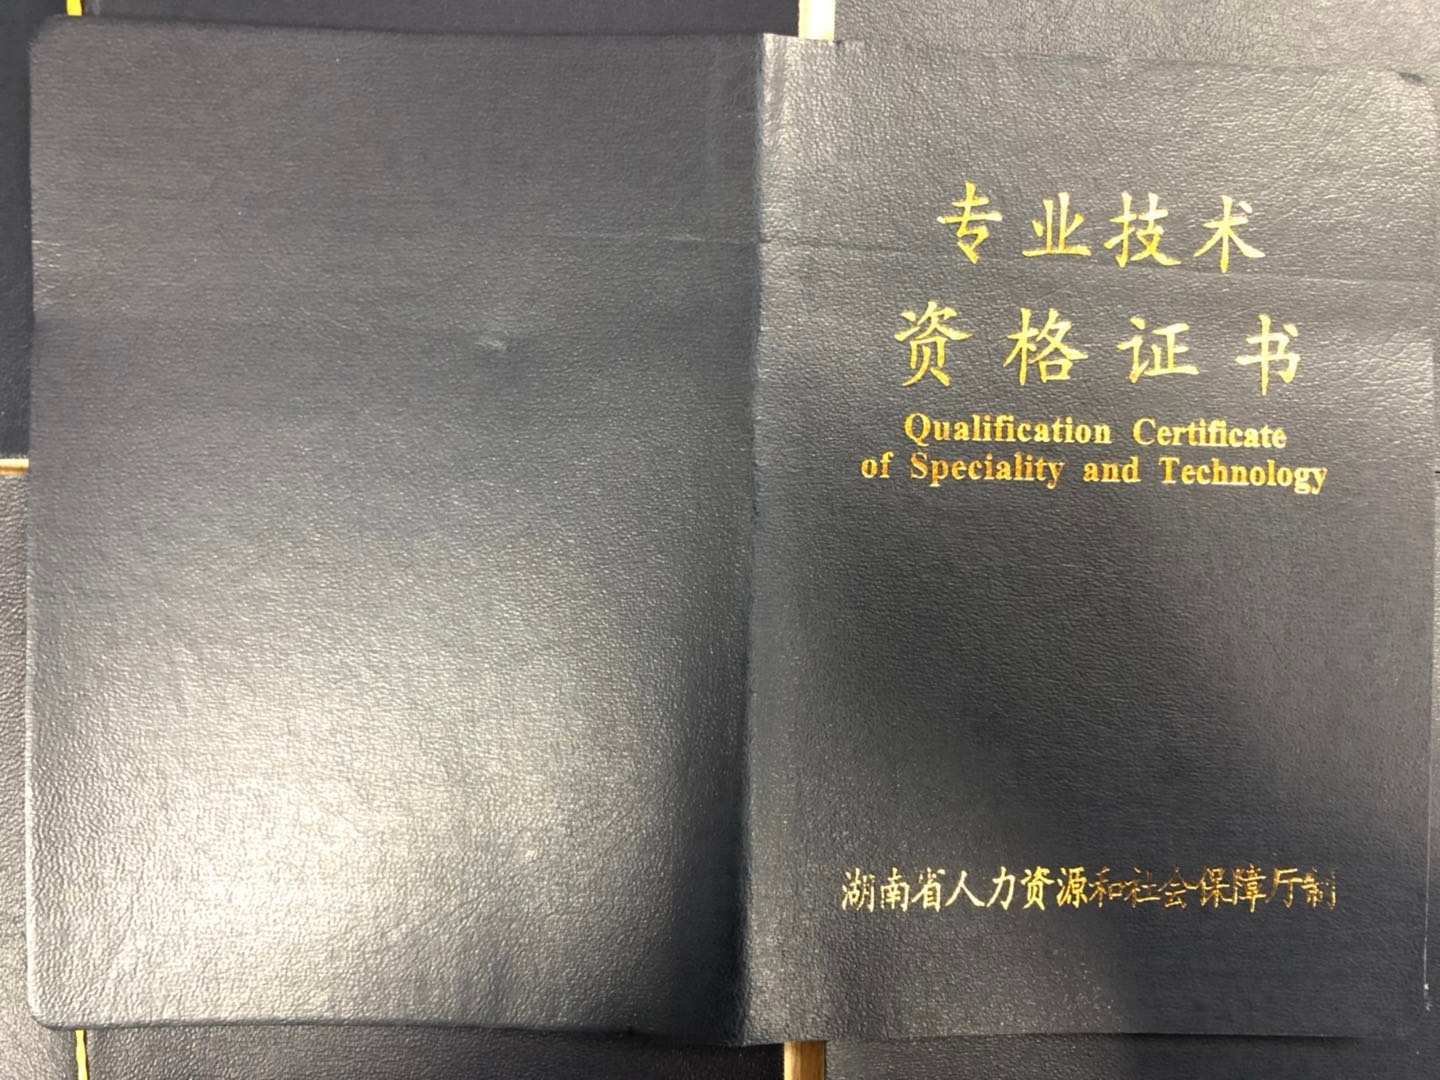 专业技术
资格证书
Qualification Certificate
of Speciality and Technology
湖南省人力资源和社会保障厅制